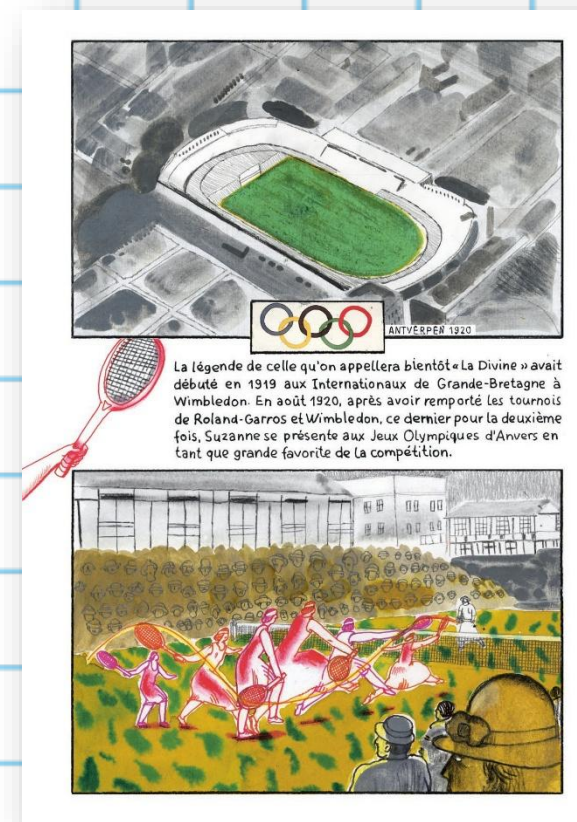 ANTVERPEN 1920
La légende de celle qu'on appellera bientôt «La Divine» avait
débuté en 1919 aux Internationaux de Grande-Bretagne à
Wimbledon. En août 1920, après avoir remporté les tournois
de Roland-Garros et Wimbledon, ce dernier pour la deuxième
fois, Suzanne se présente aux Jeux Olympiques d'Anvers en
tant que grande favorite de la compétition.